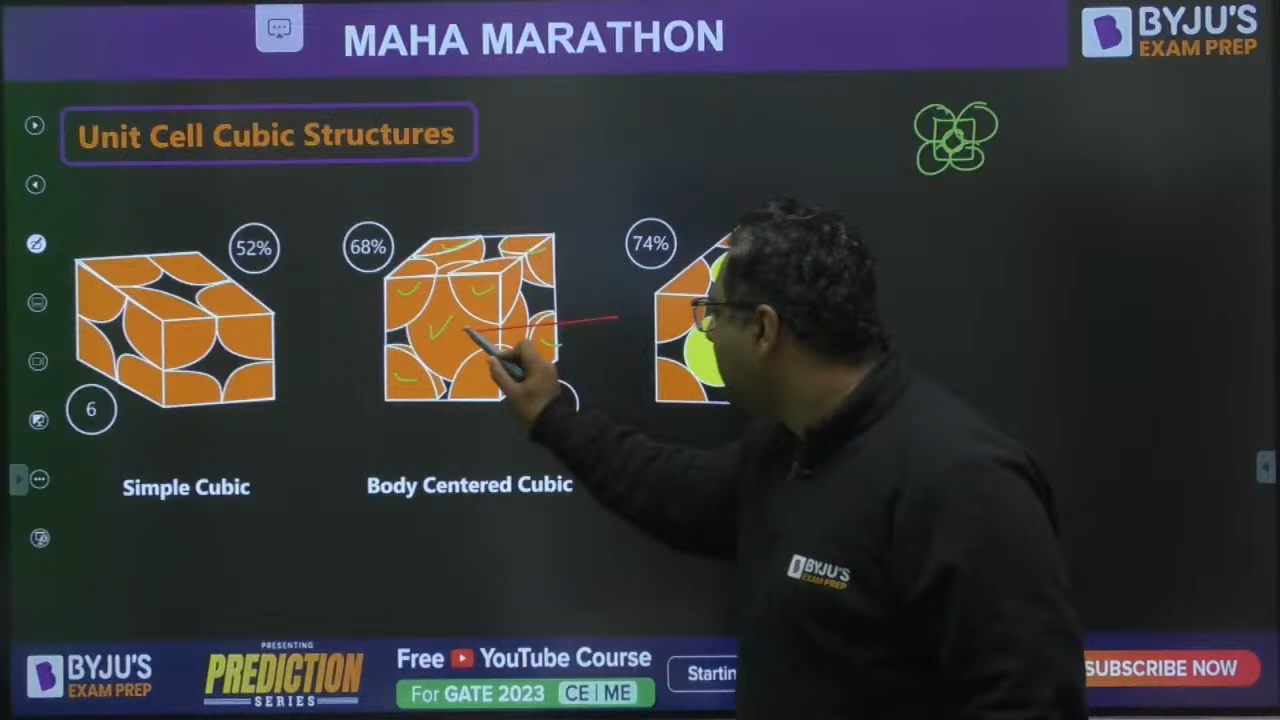 MAHA MARATHON
BYJU'S
EXAM PREP
Unit Cell Cubic Structures
52%
68%
74%
6
Simple Cubic
Body Centered Cubic
BYJU'S
EXAM PREP
BYJU'S
EXAM PREP
PRESENTING
PREDICTION
SERIES
Free YouTube Course
For GATE 2023 CE | ME
SUBSCRIBE NOW